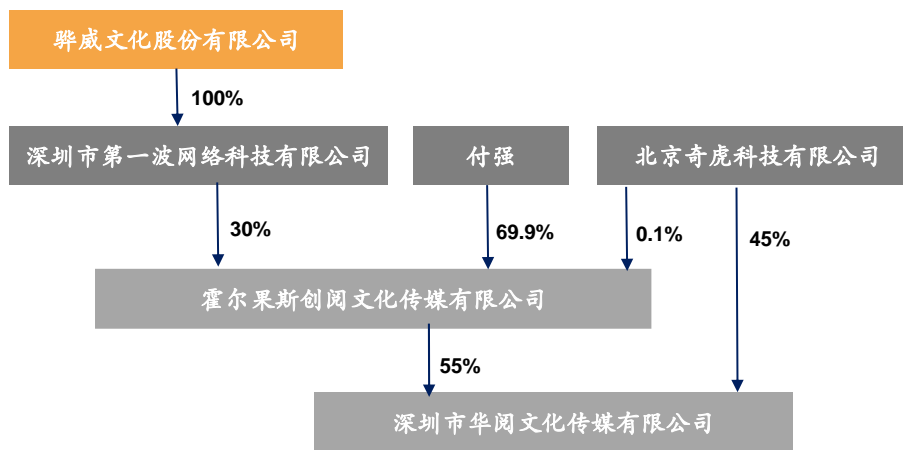 骅威文化股份有限公司
100%
深圳市第一波网络科技有限公司
付强
北京奇虎科技有限公司
30%
69.9%
0.1%
45%
霍尔果斯创阅文化传媒有限公司
55%
深圳市华阅文化传媒有限公司